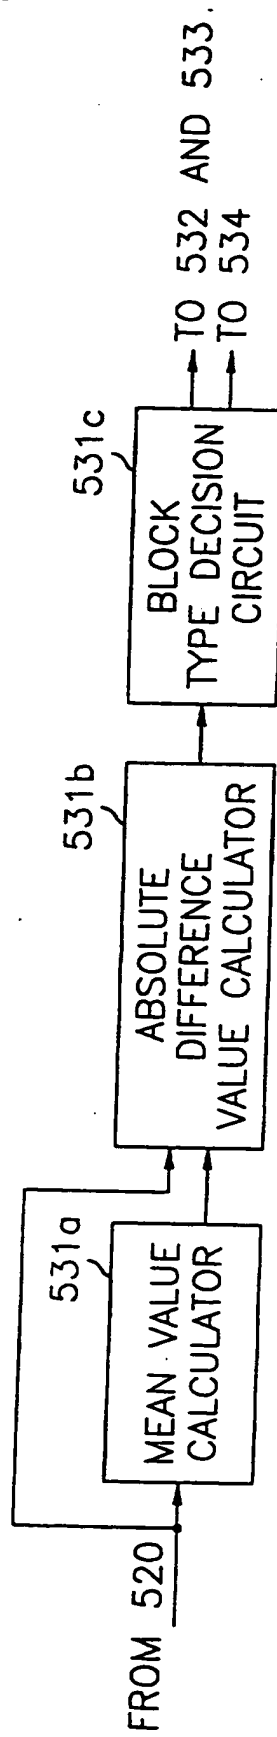 FROM 520
531a
MEAN VALUE
CALCULATOR
531b
ABSOLUTE
DIFFERENCE
VALUE CALCULATOR
531c
BLOCK
TYPE DECISION
CIRCUIT
TO 532 AND 533.
TO 534